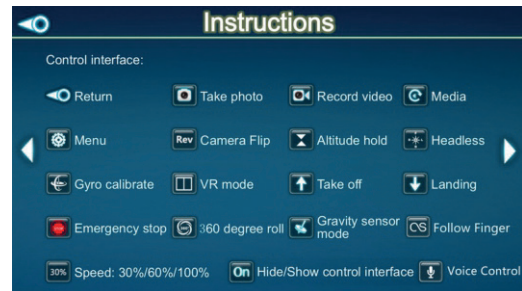 Instructions
Control interface:
Return Take photo Record video Media
Menu Rev Camera Flip Altitude hold Headless
Gyro calibrate VR mode Take off Landing
Emergency stop 360 degree roll Gravity sensor mode Follow Finger
30% Speed: 30%/60%/100% On Hide/Show control interface Voice Control